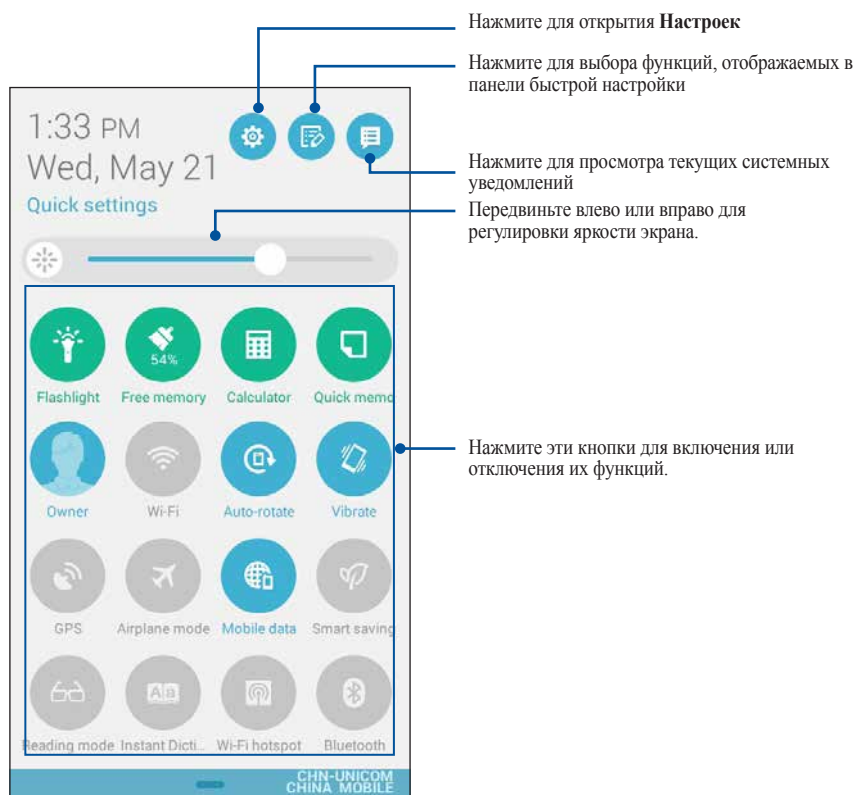 Нажмите для открытия Настроек
Нажмите для выбора функций, отображаемых в
панели быстрой настройки
1:33 PM
Wed, May 21
Нажмите для просмотра текущих системных
уведомлений
Quick settings
Передвиньте влево или вправо для
регулировки яркости экрана.
54%
Flashlight Free memory Calculator Quick memo
Нажмите эти кнопки для включения или
отключения их функций.
Owner Wi-Fi Auto-rotate Vibrate
GPS Airplane mode Mobile data Smart saving
Aa
Reading mode Instant Dicti... Wi-Fi hotspot Bluetooth
CHN-UNICOM
CHINA MOBILE